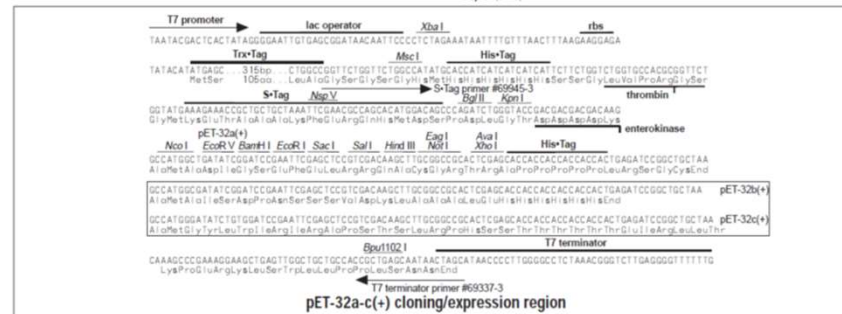 T7 promoter lac operator Xba I rbs
TAATACGACTCACTATAGGGGAATTGTGAGCGGATAACAATTCCCCTCTAGAAATAATTTTGTTTAACTTTAAGAAGGAGA
Trx•Tag Msc I His•Tag
TATACATATGAGC...315bp...CTGGCCGGTTCTGGTTCTGGCCATATGCACCATCATCATCATCATTCTTCTGGTCTGGTGCCACGCGGTTCT
MetSer 105aa LeuAlaGlySerGlySerGlyHisMetHisHisHisHisHisHisSerSerGlyLeuValProArgGlySer
S•Tag Nsp V S•Tag primer #69945-3 Bgl II Kpn I thrombin
GGTATGAAAGAAACCGCTGCTGCTAAATTCGAACGCCAGCACATGGACAGCCCAGATCTGGGTACCGACGACGACGACAAG
GlyMetLysGluThrAlaAlaAlaLysPheGluArgGlnHisMetAspSerProAspLeuGlyThrAspAspAspAspLys
enterokinase
pET-32a(+) Eag I Ava I
Nco I EcoR V BamH I EcoR I Sac I Sal I Hind III Not I Xho I His•Tag
GCCATGGCTGATATCGGATCCGAATTCGAGCTCCGTCGACAAGCTTGCGGCCGCACTCGAGCACCACCACCACCACCACTGAGATCCGGCTGCTAA
AlaMetAlaAspIleGlySerGluPheGluLeuArgArgGlnAlaCysGlyArgThrArgAlaProProProProProProLeuArgSerGlyCysEnd
GCCATGGCGATATCGGATCCGAATTCGAGCTCCGTCGACAAGCTTGCGGCCGCACTCGAGCACCACCACCACCACCACTGAGATCCGGCTGCTAA pET-32b(+)
AlaMetAlaIleSerAspProAsnSerSerSerValAspLysLeuAlaAlaAlaLeuGluHisHisHisHisHisHisEnd
GCCATGGGATATCTGTGGATCCGAATTCGAGCTCCGTCGACAAGCTTGCGGCCGCACTCGAGCACCACCACCACCACCACTGAGATCCGGCTGCTAA pET-32c(+)
AlaMetGlyTyrLeuTrpIleArgIleArgAlaProSerThrSerLeuArgProHisSerSerThrThrThrThrThrThrGluIleArgLeuLeuThr
Bpu1102 I T7 terminator
CAAAGCCCGAAAGGAAGCTGAGTTGGCTGCTGCCACCGCTGAGCAATAACTAGCATAACCCCTTGGGGCCTCTAAACGGGTCTTGAGGGGTTTTTTG
LysProGluArgLysLeuSerTrpLeuLeuProProLeuSerAsnAsnEnd
T7 terminator primer #69337-3
pET-32a-c(+) cloning/expression region